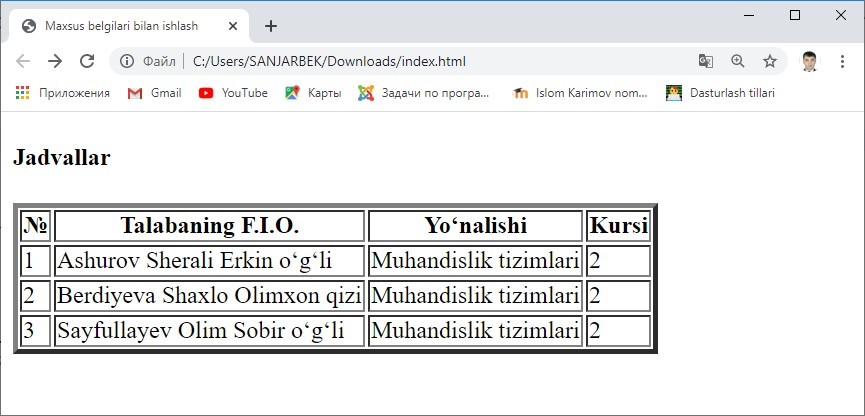 Maxsus belgilari bilan ishlash
Файл | C:/Users/SANJARBEK/Downloads/index.html
Приложения Gmail YouTube Карты Задачи по програ... Islom Karimov nom... Dasturlash tillari
Jadvallar
№ Talabaning F.I.O. Yo‘nalishi Kursi
1 Ashurov Sherali Erkin o‘g‘li Muhandislik tizimlari 2
2 Berdiyeva Shaxlo Olimxon qizi Muhandislik tizimlari 2
3 Sayfullayev Olim Sobir o‘g‘li Muhandislik tizimlari 2